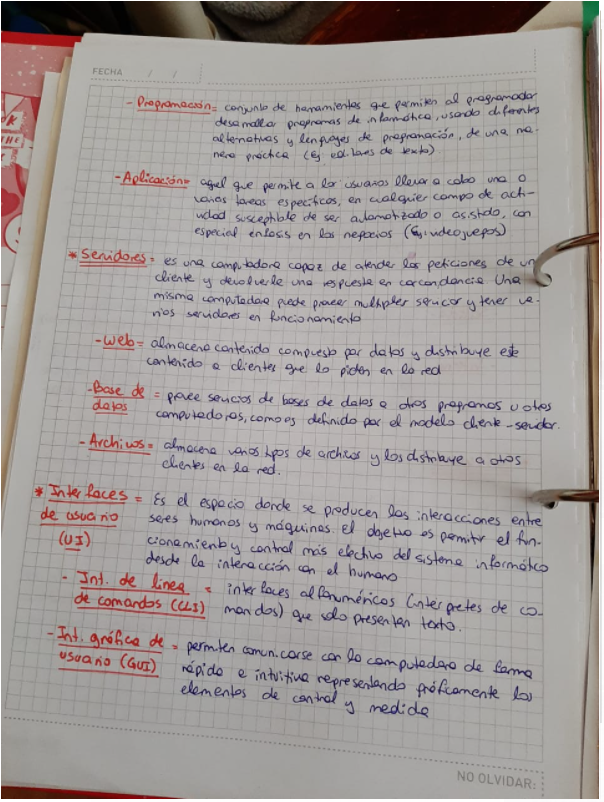 FECHA / /
- Programación = conjunto de herramientas que permiten al programador
desarrollar programas de informática, usando diferentes
alternativas y lenguajes de programación, de una ma-
nera práctica (Ej editores de texto)
- Aplicación = aquel que permite a los usuarios llevar a cabo una o
varias tareas específicas, en cualquier campo de acti-
vidad susceptible de ser automatizado o asistido, con
especial enfasis en los negocios (Ej videojuegos)
* Servidores = es una computadora capaz de atender las peticiones de un
cliente y devolverle una respuesta en concordancia. Una
misma computadora puede proveer multiples servicios y tener va-
rios servidores en funcionamiento
- Web = almacena contenido compuesto por datos y distribuye este
contenido a clientes que lo piden en la red
- Base de = provee servicios de bases de datos a otros programas u otras
datos computadoras, como es definido por el modelo cliente-servidor.
- Archivos = almacena varios tipos de archivos y los distribuye a otros
clientes en la red.
* Interfaces = Es el espacio donde se producen las interacciones entre
de usuario seres humanos y máquinas. el objetivo es permitir el fun-
(UI) cionamiento y control más efectivo del sistema informático
desde la interacción con el humano
- Int. de linea = interfaces alfanuméricos (interpretes de co-
de comandos (CLI) mandos) que solo presentan texto.
- Int. gráfica de = permiten comunicarse con la computadora de forma
usuario (GUI) rápida e intuitiva representando gráficamente los
elementos de control y medida
NO OLVIDAR: